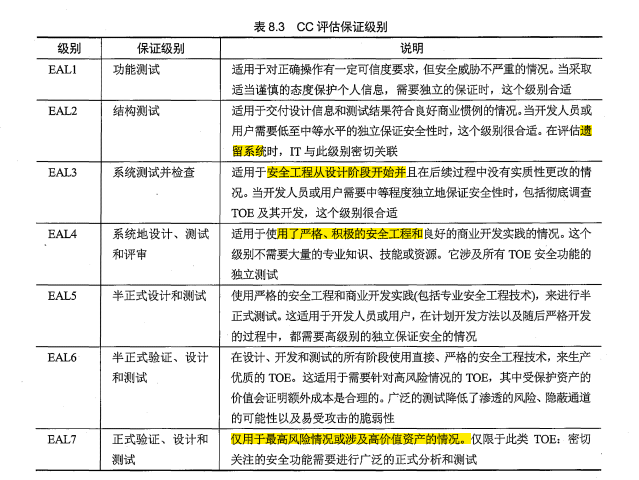 表 8.3 CC 评估保证级别
级别 保证级别 说明
EAL1 功能测试 适用于对正确操作有一定可信度要求，但安全威胁不严重的情况。当采取
适当谨慎的态度保护个人信息，需要独立的保证时，这个级别合适
EAL2 结构测试 适用于交付设计信息和测试结果符合良好商业惯例的情况。当开发人员或
用户需要低至中等水平的独立保证安全性时，这个级别很合适。在评估遗
留系统时，IT 与此级别密切关联
EAL3 系统测试并检查 适用于安全工程从设计阶段开始并且在后续过程中没有实质性更改的情
况。当开发人员或用户需要中等程度独立地保证安全性时，包括彻底调查
TOE 及其开发，这个级别很合适
EAL4 系统地设计、测试 适用于使用了严格、积极的安全工程和良好的商业开发实践的情况。这个
和评审 级别不需要大量的专业知识、技能或资源。它涉及所有 TOE 安全功能的
独立测试
EAL5 半正式设计和测试 使用严格的安全工程和商业开发实践(包括专业安全工程技术)，来进行半
正式测试。这适用于开发人员或用户，在计划开发方法以及随后严格开发
的过程中，都需要高级别的独立保证安全的情况
EAL6 半正式验证、设计 在设计、开发和测试的所有阶段使用直接、严格的安全工程技术，来生产
和测试 优质的 TOE。这适用于需要针对高风险情况的 TOE，其中受保护资产的
价值会证明额外成本是合理的。广泛的测试降低了渗透的风险、隐蔽通道
的可能性以及易受攻击的脆弱性
EAL7 正式验证、设计和 仅用于最高风险情况或涉及高价值资产的情况。仅限于此类 TOE：密切
测试 关注的安全功能需要进行广泛的正式分析和测试